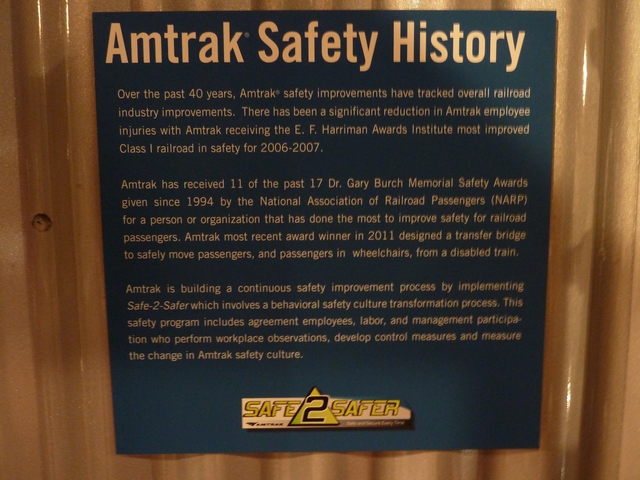 Amtrak® Safety History
Over the past 40 years, Amtrak® safety improvements have tracked overall railroad
industry improvements. There has been a significant reduction in Amtrak employee
injuries with Amtrak receiving the E. F. Harriman Awards Institute most improved
Class I railroad in safety for 2006-2007.
Amtrak has received 11 of the past 17 Dr. Gary Burch Memorial Safety Awards
given since 1994 by the National Association of Railroad Passengers (NARP)
for a person or organization that has done the most to improve safety for railroad
passengers. Amtrak most recent award winner in 2011 designed a transfer bridge
to safely move passengers, and passengers in wheelchairs, from a disabled train.
Amtrak is building a continuous safety improvement process by implementing
Safe-2-Safer which involves a behavioral safety culture transformation process. This
safety program includes agreement employees, labor, and management participa-
tion who perform workplace observations, develop control measures and measure
the change in Amtrak safety culture.
SAFE 2 SAFER
AMTRAK Safe and Secure Every Time